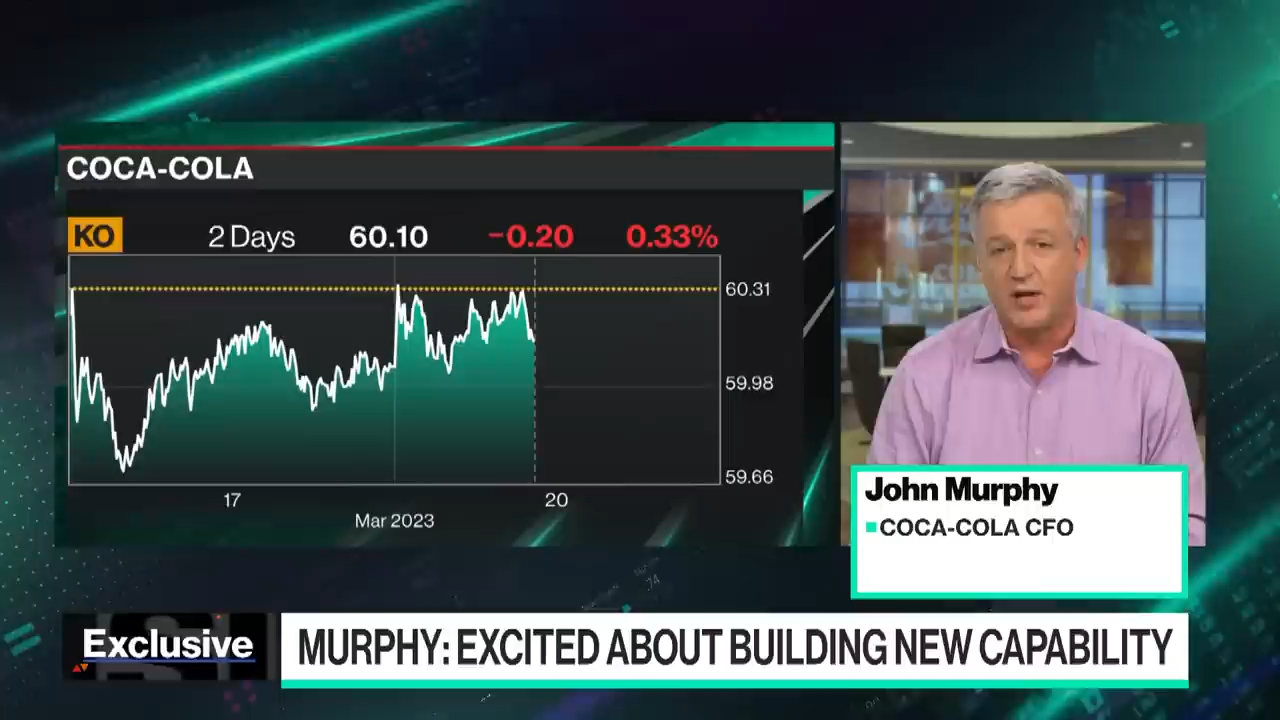 COCA-COLA
KO 2 Days 60.10 -0.20 0.33%
60.31
59.98
59.66
17 20
Mar 2023
John Murphy
COCA-COLA CFO
Exclusive
MURPHY: EXCITED ABOUT BUILDING NEW CAPABILITY